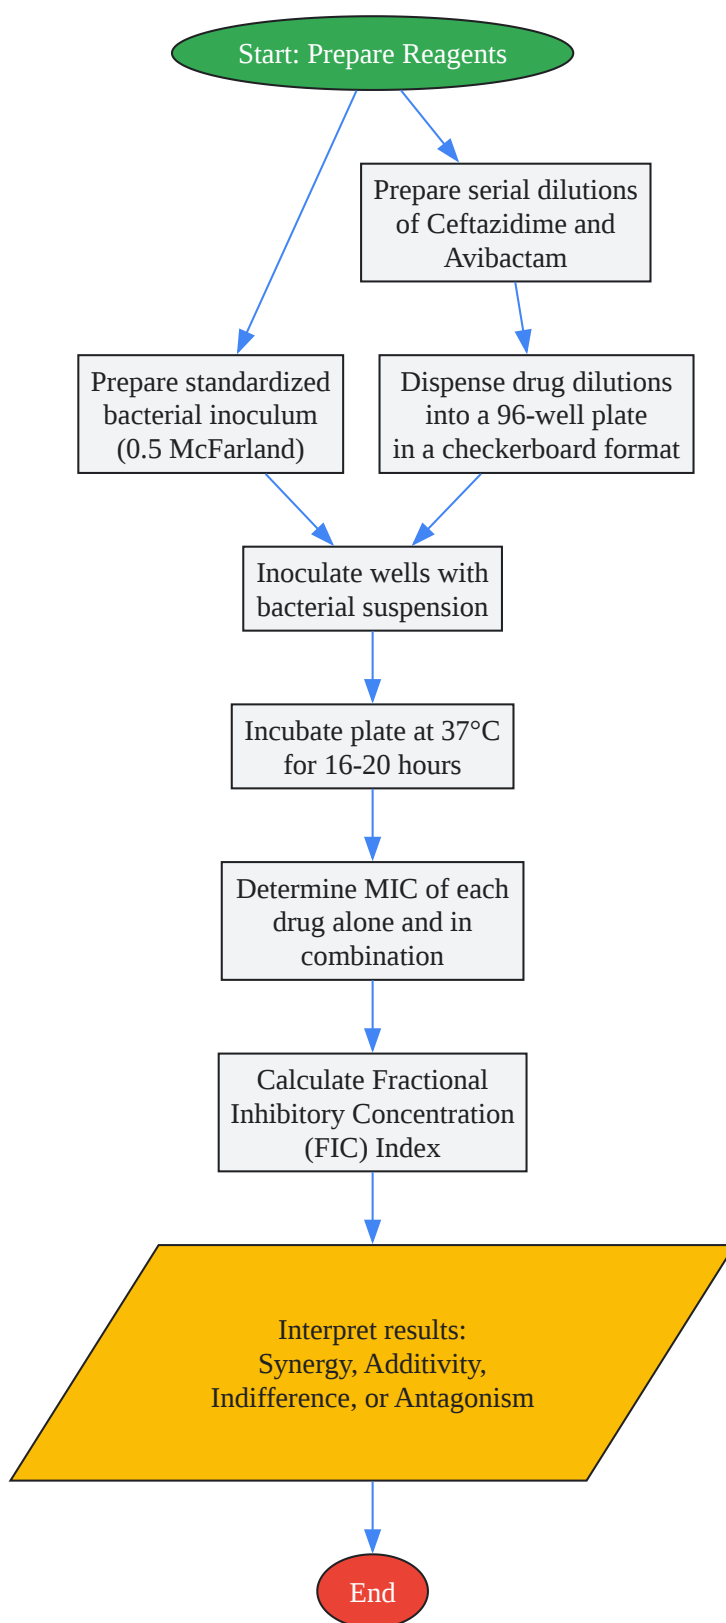 Start: Prepare Reagents
Prepare serial dilutions
of Ceftazidime and
Avibactam
Prepare standardized
bacterial inoculum
(0.5 McFarland)
Dispense drug dilutions
into a 96-well plate
in a checkerboard format
Inoculate wells with
bacterial suspension
Incubate plate at 37°C
for 16-20 hours
Determine MIC of each
drug alone and in
combination
Calculate Fractional
Inhibitory Concentration
(FIC) Index
Interpret results:
Synergy, Additivity,
Indifference, or Antagonism
End